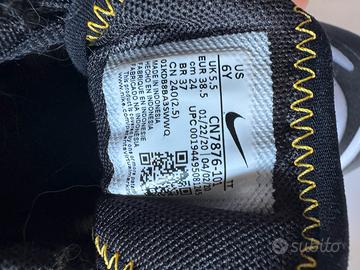 US
6Y
UK 5,5
EUR 38.5
cm 24
BR 37
CN 240(2.5)
MADE IN INDONESIA
FABRIQUÉ EN INDONÉSIE
HECHO EN INDONESIA
CN7876-101
01/22/20
04/02/20
subito